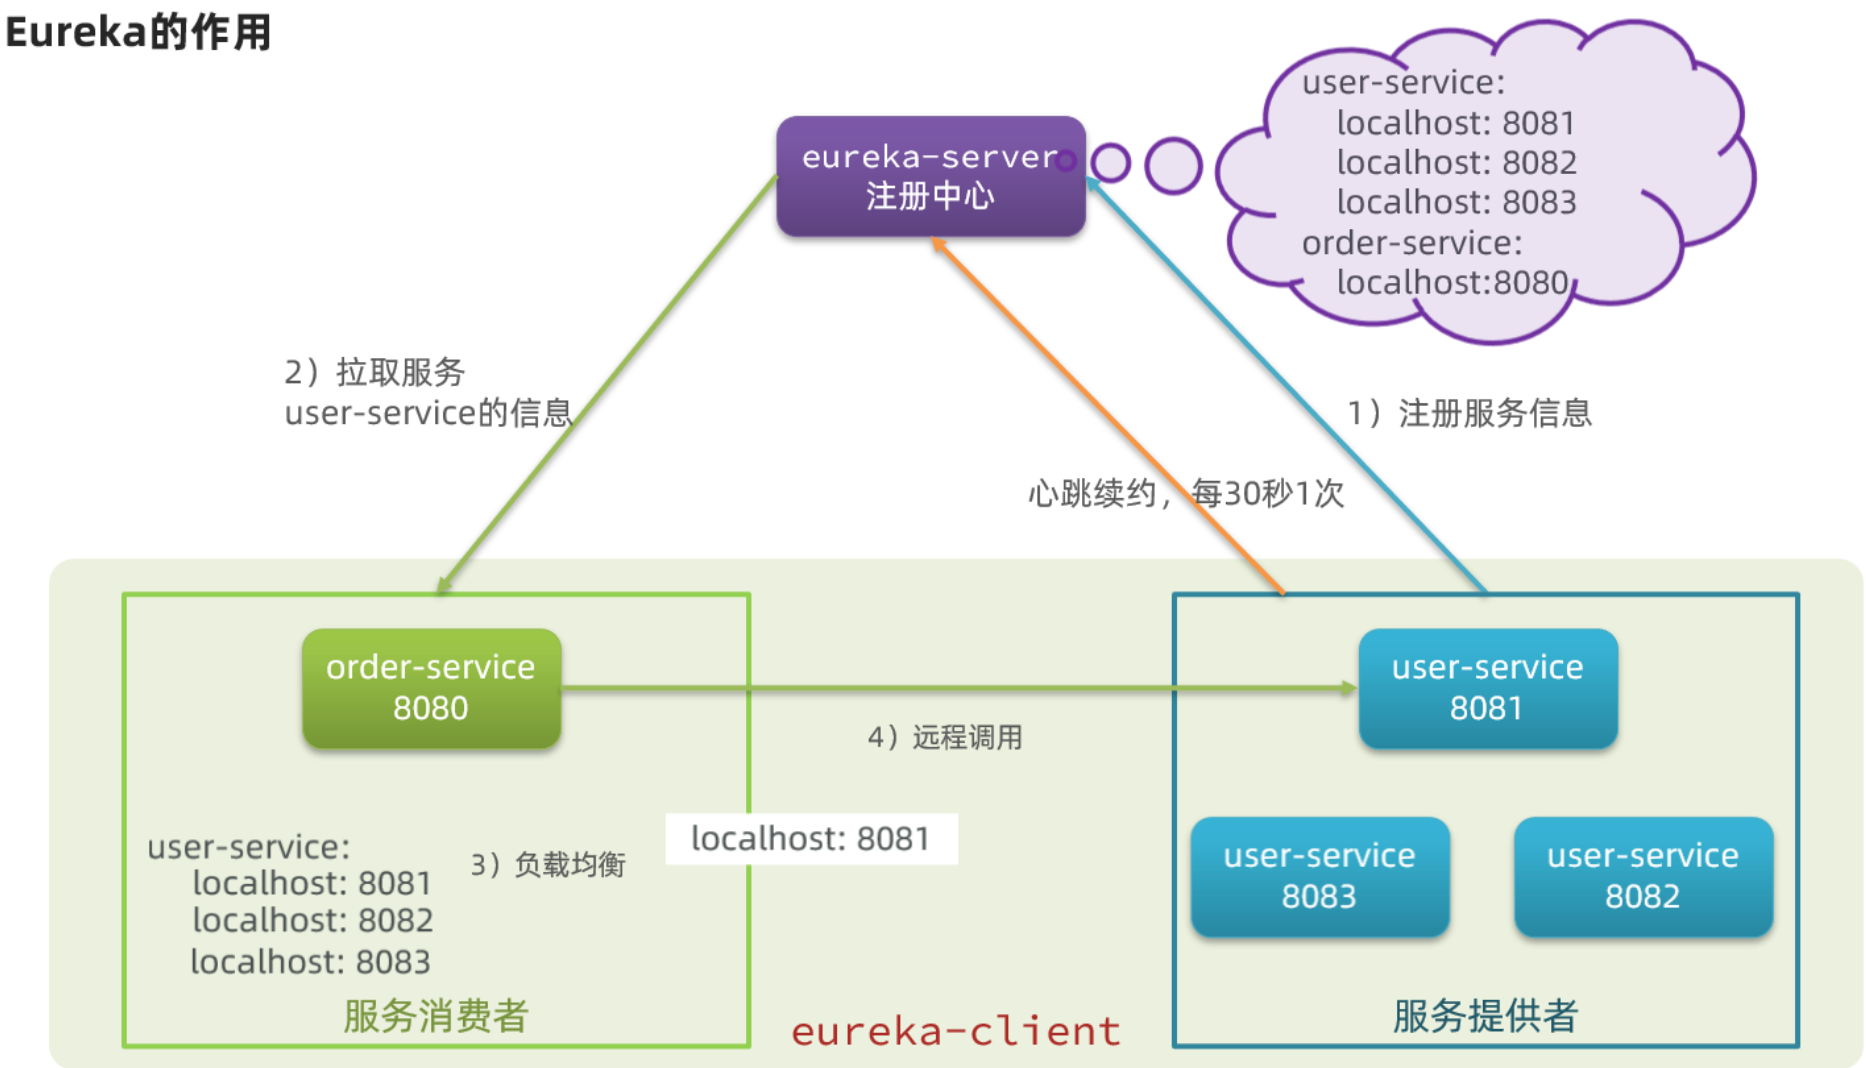 Eureka的作用
eureka-server
注册中心
user-service:
localhost: 8081
localhost: 8082
localhost: 8083
order-service:
localhost:8080
2）拉取服务
user-service的信息
1）注册服务信息
心跳续约，每30秒1次
order-service
8080
4）远程调用
user-service
8081
user-service:
localhost: 8081
localhost: 8082
localhost: 8083
3）负载均衡
localhost: 8081
user-service
8083
user-service
8082
服务消费者
eureka-client
服务提供者